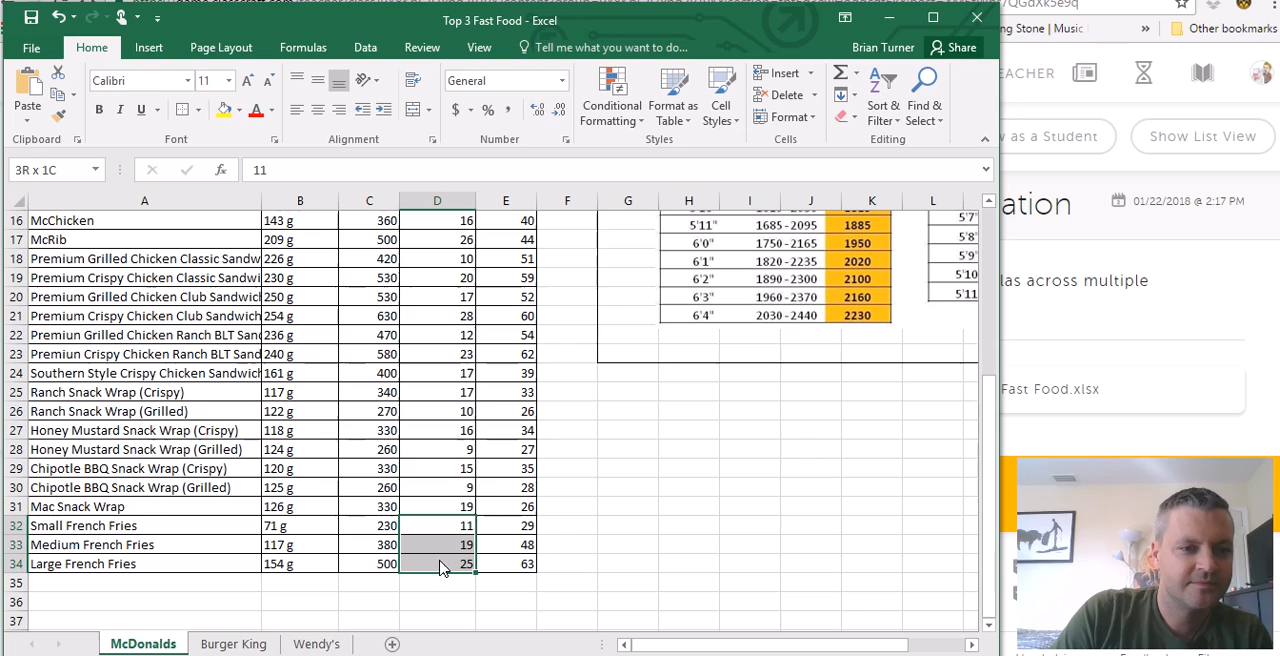 Top 3 Fast Food - Excel
File Home Insert Page Layout Formulas Data Review View Tell me what you want to do... Brian Turner Share
Paste Calibri 11 General
B I U $ % Conditional Formatting Format as Table Cell Styles Insert Delete Format Sort & Filter Find & Select
Clipboard Font Alignment Number Styles Cells Editing
3R x 1C fx 11
A B C D E F G H I J K L
16 McChicken 143 g 360 16 40
17 McRib 209 g 500 26 44
18 Premium Grilled Chicken Classic Sandw 226 g 420 10 51
19 Premium Crispy Chicken Classic Sandwi 230 g 530 20 59
20 Premium Grilled Chicken Club Sandwich 250 g 530 17 52
21 Premium Crispy Chicken Club Sandwich 254 g 630 28 60
22 Premiun Grilled Chicken Ranch BLT San 236 g 470 12 54
23 Premiun Crispy Chicken Ranch BLT Sand 240 g 580 23 62
24 Southern Style Crispy Chicken Sandwich 161 g 400 17 39
25 Ranch Snack Wrap (Crispy) 117 g 340 17 33
26 Ranch Snack Wrap (Grilled) 122 g 270 10 26
27 Honey Mustard Snack Wrap (Crispy) 118 g 330 16 34
28 Honey Mustard Snack Wrap (Grilled) 124 g 260 9 27
29 Chipotle BBQ Snack Wrap (Crispy) 120 g 330 15 35
30 Chipotle BBQ Snack Wrap (Grilled) 125 g 260 9 28
31 Mac Snack Wrap 126 g 330 19 26
32 Small French Fries 71 g 230 11 29
33 Medium French Fries 117 g 380 19 48
34 Large French Fries 154 g 500 25 63
35
36
37
5'11" 1685 - 2095 1885
6'0" 1750 - 2165 1950
6'1" 1820 - 2235 2020
6'2" 1890 - 2300 2100
6'3" 1960 - 2370 2160
6'4" 2030 - 2440 2230
5'7"
5'8"
5'9"
5'10
5'11
McDonalds Burger King Wendy's
/QGdXk5e9q
ng Stone | Music » Other bookmarks
EACHER
w as a Student Show List View
ation 01/22/2018 @ 2:17 PM
las across multiple
Fast Food.xlsx